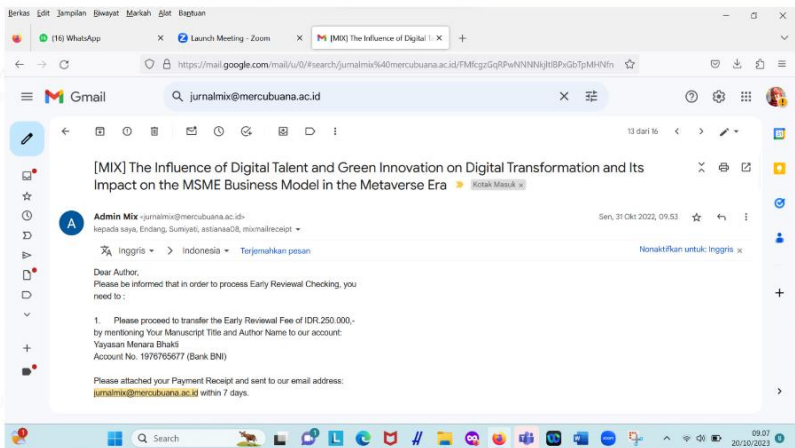 Berkas Edit Tampilan Riwayat Markah Alat Bantuan
(16) WhatsApp
Launch Meeting - Zoom
[MIX] The Influence of Digital T
https://mail.google.com/mail/u/0/#search/jurnalmix%40mercubuana.ac.id/
Gmail
jurnalmix@mercubuana.ac.id
13 dari 16
[MIX] The Influence of Digital Talent and Green Innovation on Digital Transformation and Its
Impact on the MSME Business Model in the Metaverse Era
Kotak Masuk x
Admin Mix <jurnalmix@mercubuana.ac.id>
Sen, 31 Okt 2022, 09.53
kepada saya, Endang, Sumiyati, astianaa08, mixmailreceipt
Inggris > Indonesia Terjemahkan pesan
Nonaktifkan untuk: Inggris x
Dear Author,
Please be informed that in order to process Early Reviewal Checking, you
need to :
1. Please proceed to transfer the Early Reviewal Fee of IDR.250.000,-
by mentioning Your Manuscript Title and Author Name to our account:
Yayasan Menara Bhakti
Account No. 1976765677 (Bank BNI)
Please attached your Payment Receipt and sent to our email address:
jurnalmix@mercubuana.ac.id within 7 days.
Search
09.07
20/10/2023